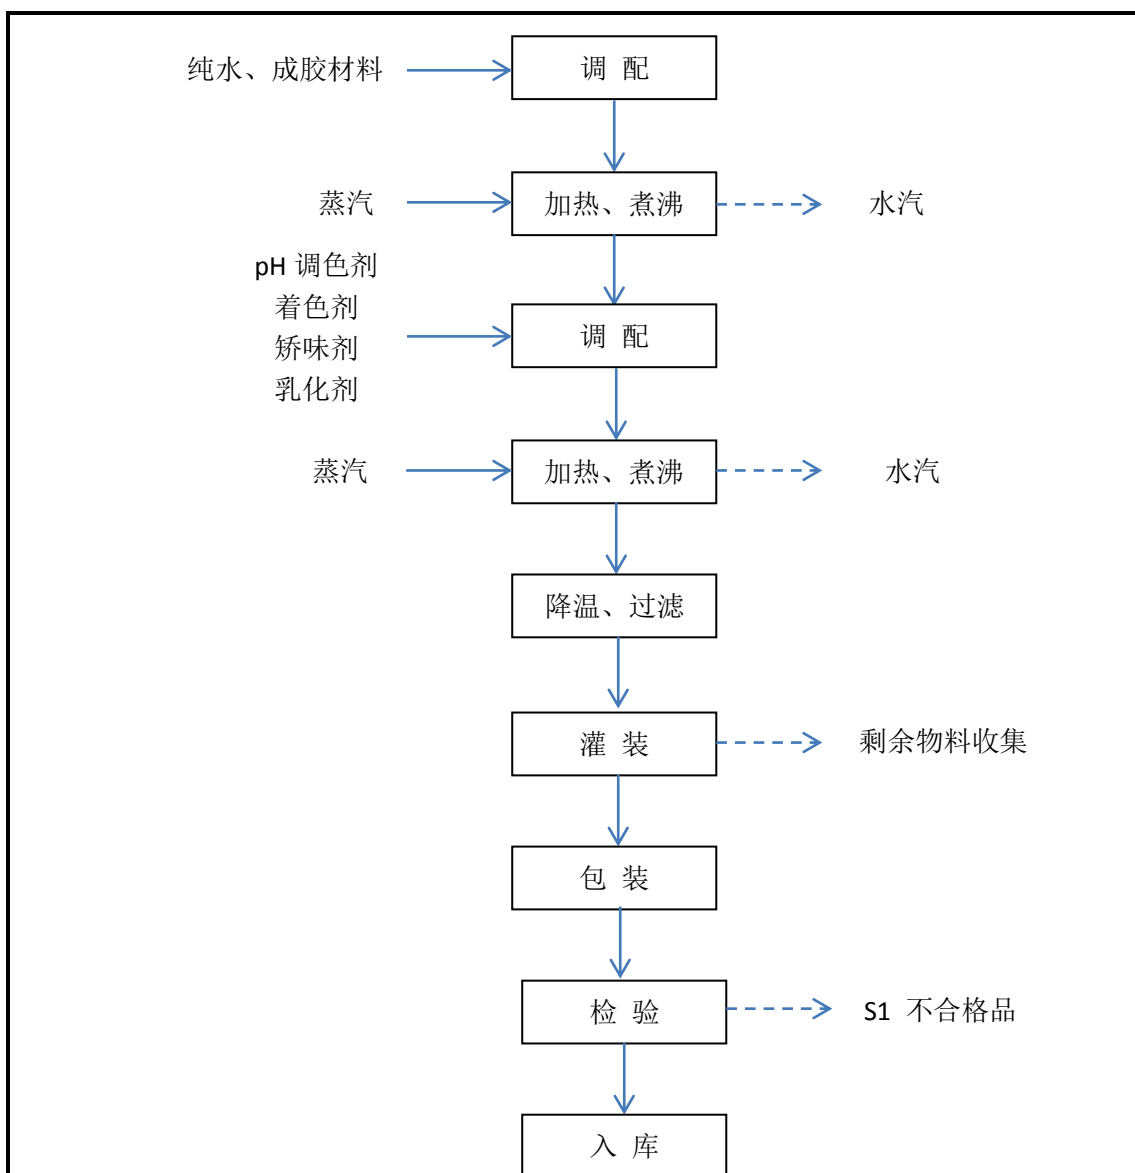 纯水、成胶材料
调 配
蒸汽
加热、煮沸
水汽
pH 调色剂
着色剂
矫味剂
乳化剂
调 配
蒸汽
加热、煮沸
水汽
降温、过滤
灌 装
剩余物料收集
包 装
检 验
S1 不合格品
入 库